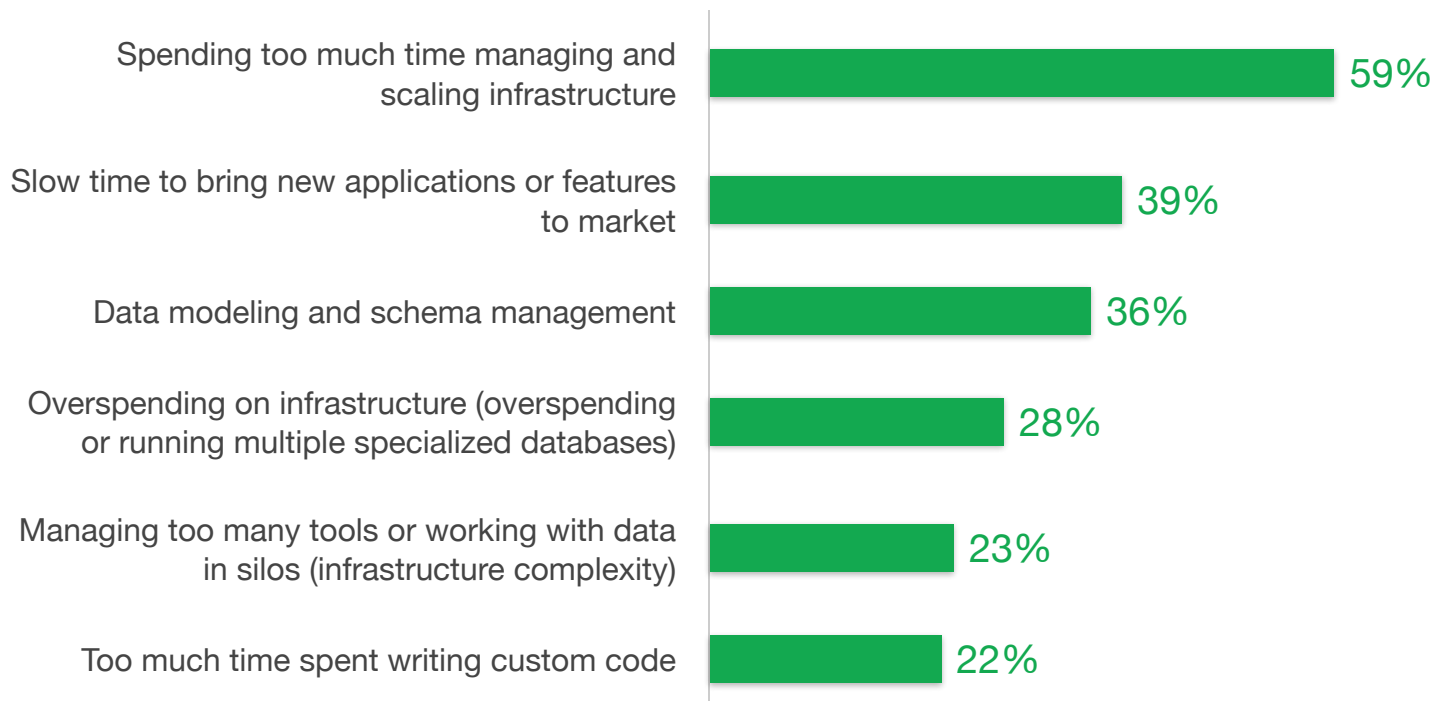 Spending too much time managing and
scaling infrastructure
59%
Slow time to bring new applications or features
to market
39%
Data modeling and schema management
36%
Overspending on infrastructure (overspending
or running multiple specialized databases)
28%
Managing too many tools or working with data
in silos (infrastructure complexity)
23%
Too much time spent writing custom code
22%